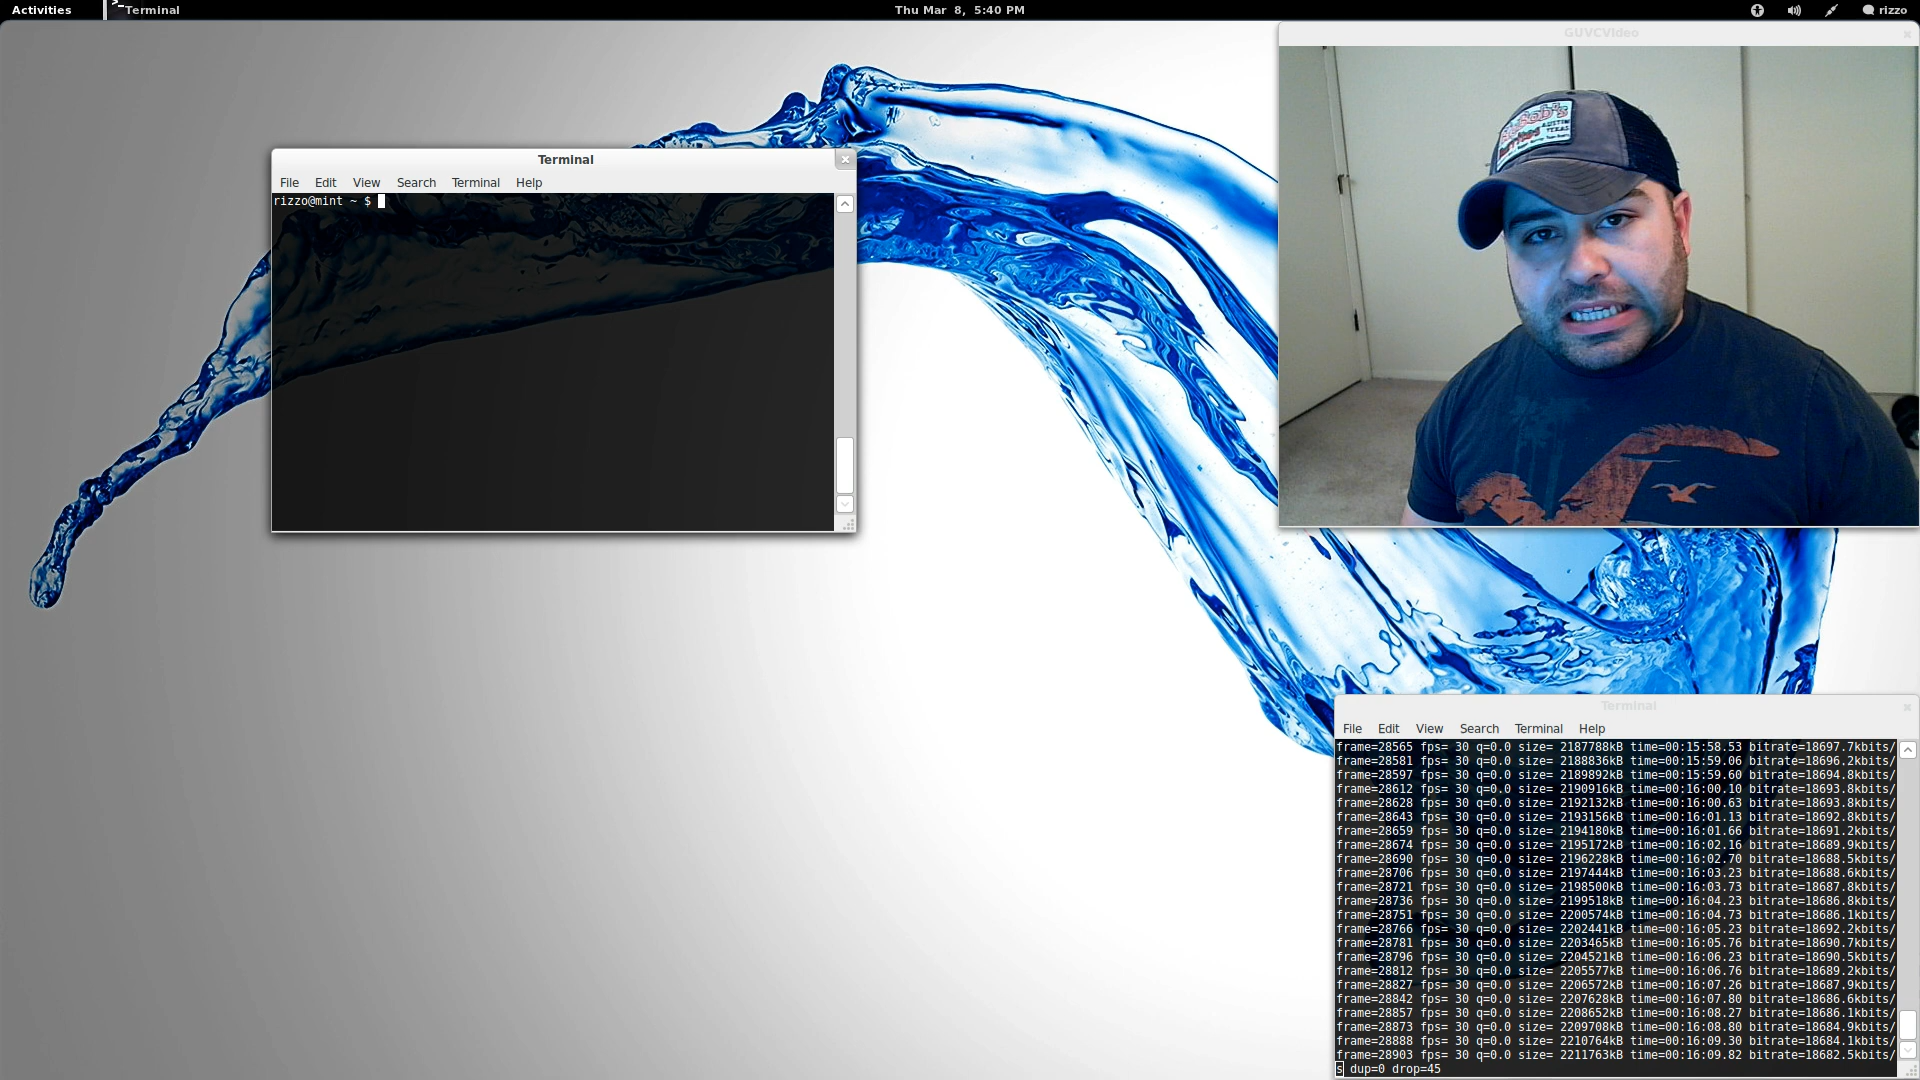 Activities
Terminal
Thu Mar 8, 5:40 PM
rizzo
GUVCVideo
Bob's
AUSTIN
TEXAS
Terminal
File Edit View Search Terminal Help
rizzo@mint ~ $
Terminal
File Edit View Search Terminal Help
frame=28565 fps= 30 q=0.0 size= 2187788kB time=00:15:58.53 bitrate=18697.7kbits/
frame=28581 fps= 30 q=0.0 size= 2188836kB time=00:15:59.06 bitrate=18696.2kbits/
frame=28597 fps= 30 q=0.0 size= 2189892kB time=00:15:59.60 bitrate=18694.8kbits/
frame=28612 fps= 30 q=0.0 size= 2190916kB time=00:16:00.10 bitrate=18693.8kbits/
frame=28628 fps= 30 q=0.0 size= 2192132kB time=00:16:00.63 bitrate=18693.8kbits/
frame=28643 fps= 30 q=0.0 size= 2193156kB time=00:16:01.13 bitrate=18692.8kbits/
frame=28659 fps= 30 q=0.0 size= 2194180kB time=00:16:01.66 bitrate=18691.2kbits/
frame=28674 fps= 30 q=0.0 size= 2195172kB time=00:16:02.16 bitrate=18689.9kbits/
frame=28690 fps= 30 q=0.0 size= 2196228kB time=00:16:02.70 bitrate=18688.5kbits/
frame=28706 fps= 30 q=0.0 size= 2197444kB time=00:16:03.23 bitrate=18688.6kbits/
frame=28721 fps= 30 q=0.0 size= 2198500kB time=00:16:03.73 bitrate=18687.8kbits/
frame=28736 fps= 30 q=0.0 size= 2199518kB time=00:16:04.23 bitrate=18686.8kbits/
frame=28751 fps= 30 q=0.0 size= 2200574kB time=00:16:04.73 bitrate=18686.1kbits/
frame=28766 fps= 30 q=0.0 size= 2202441kB time=00:16:05.23 bitrate=18692.2kbits/
frame=28781 fps= 30 q=0.0 size= 2203465kB time=00:16:05.76 bitrate=18690.7kbits/
frame=28796 fps= 30 q=0.0 size= 2204521kB time=00:16:06.23 bitrate=18690.5kbits/
frame=28812 fps= 30 q=0.0 size= 2205577kB time=00:16:06.76 bitrate=18689.2kbits/
frame=28827 fps= 30 q=0.0 size= 2206572kB time=00:16:07.26 bitrate=18687.9kbits/
frame=28842 fps= 30 q=0.0 size= 2207628kB time=00:16:07.80 bitrate=18686.6kbits/
frame=28857 fps= 30 q=0.0 size= 2208652kB time=00:16:08.27 bitrate=18686.1kbits/
frame=28873 fps= 30 q=0.0 size= 2209708kB time=00:16:08.80 bitrate=18684.9kbits/
frame=28888 fps= 30 q=0.0 size= 2210764kB time=00:16:09.30 bitrate=18684.1kbits/
frame=28903 fps= 30 q=0.0 size= 2211763kB time=00:16:09.82 bitrate=18682.5kbits/
s dup=0 drop=45